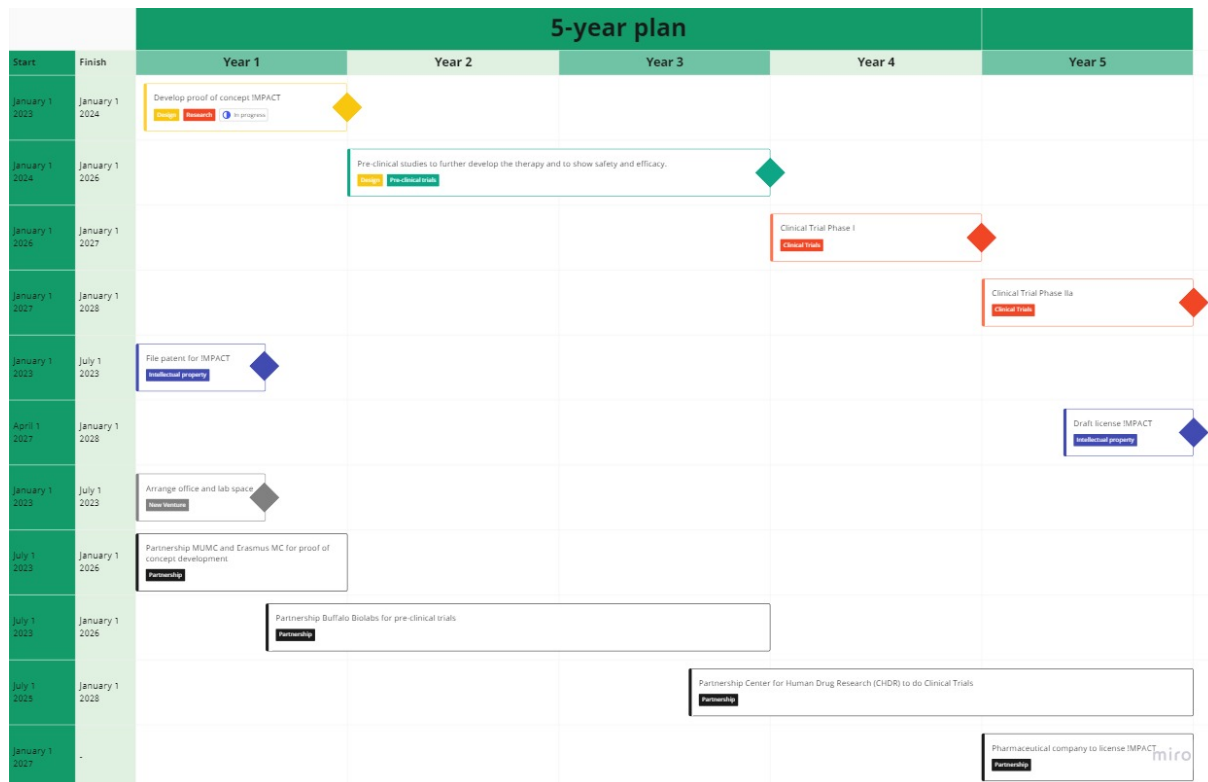 5-year plan
Start Finish Year 1 Year 2 Year 3 Year 4 Year 5
January 1
2023
January 1
2024
Develop proof of concept !MPACT
Design Research In progress
January 1
2024
January 1
2026
Pre-clinical studies to further develop the therapy and to show safety and efficacy.
Design Pre-clinical trials
January 1
2026
January 1
2027
Clinical Trial Phase I
Clinical Trials
January 1
2027
January 1
2028
Clinical Trial Phase IIa
Clinical Trials
January 1
2023
July 1
2023
File patent for !MPACT
Intellectual property
April 1
2027
January 1
2028
Draft license !MPACT
Intellectual property
January 1
2023
July 1
2023
Arrange office and lab space
New Venture
July 1
2023
January 1
2026
Partnership MUMC and Erasmus MC for proof of
concept development
Partnership
July 1
2023
January 1
2026
Partnership Buffalo Biolabs for pre-clinical trials
Partnership
July 1
2025
January 1
2028
Partnership Center for Human Drug Research (CHDR) to do Clinical Trials
Partnership
January 1
2027
-
Pharmaceutical company to license !MPACT
Partnership
miro